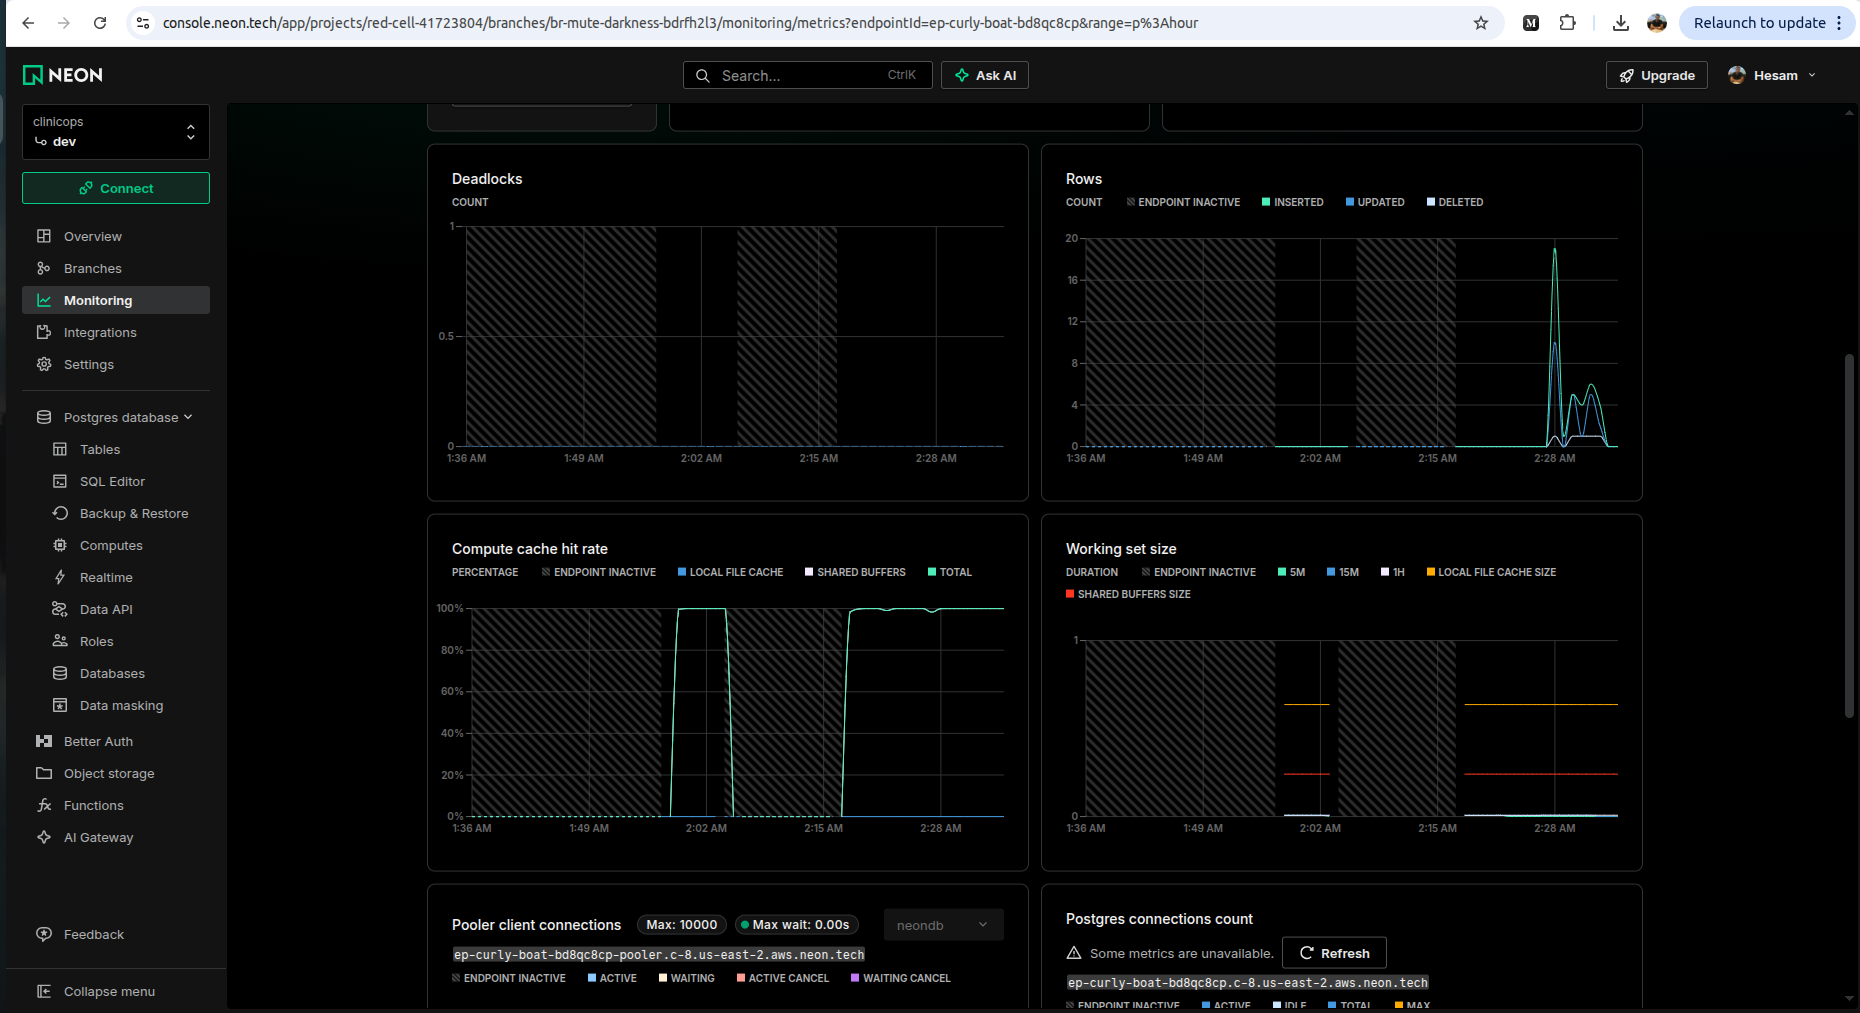 console.neon.tech/app/projects/red-cell-41723804/branches/br-mute-darkness-bdrfh2l3/monitoring/metrics?endpointId=ep-curly-boat-bd8qc8cp&range=p%3Ahour
M
Relaunch to update
NEON
Search... CtrlK
Ask AI
Upgrade
Hesam
clinicops
dev
Connect
Overview
Branches
Monitoring
Integrations
Settings
Postgres database
Tables
SQL Editor
Backup & Restore
Computes
Realtime
Data API
Roles
Databases
Data masking
Better Auth
Object storage
Functions
AI Gateway
Feedback
Collapse menu
Deadlocks
COUNT
1
0.5
0
1:36 AM 1:49 AM 2:02 AM 2:15 AM 2:28 AM
Rows
COUNT ENDPOINT INACTIVE INSERTED UPDATED DELETED
20
16
12
8
4
0
1:36 AM 1:49 AM 2:02 AM 2:15 AM 2:28 AM
Compute cache hit rate
PERCENTAGE ENDPOINT INACTIVE LOCAL FILE CACHE SHARED BUFFERS TOTAL
100%
80%
60%
40%
20%
0%
1:36 AM 1:49 AM 2:02 AM 2:15 AM 2:28 AM
Working set size
DURATION ENDPOINT INACTIVE 5M 15M 1H LOCAL FILE CACHE SIZE
SHARED BUFFERS SIZE
1
0
1:36 AM 1:49 AM 2:02 AM 2:15 AM 2:28 AM
Pooler client connections Max: 10000 Max wait: 0.00s neondb
ep-curly-boat-bd8qc8cp-pooler.c-8.us-east-2.aws.neon.tech
ENDPOINT INACTIVE ACTIVE WAITING ACTIVE CANCEL WAITING CANCEL
Postgres connections count
Some metrics are unavailable. Refresh
ep-curly-boat-bd8qc8cp.c-8.us-east-2.aws.neon.tech
ENDPOINT INACTIVE ACTIVE IDLE TOTAL MAX